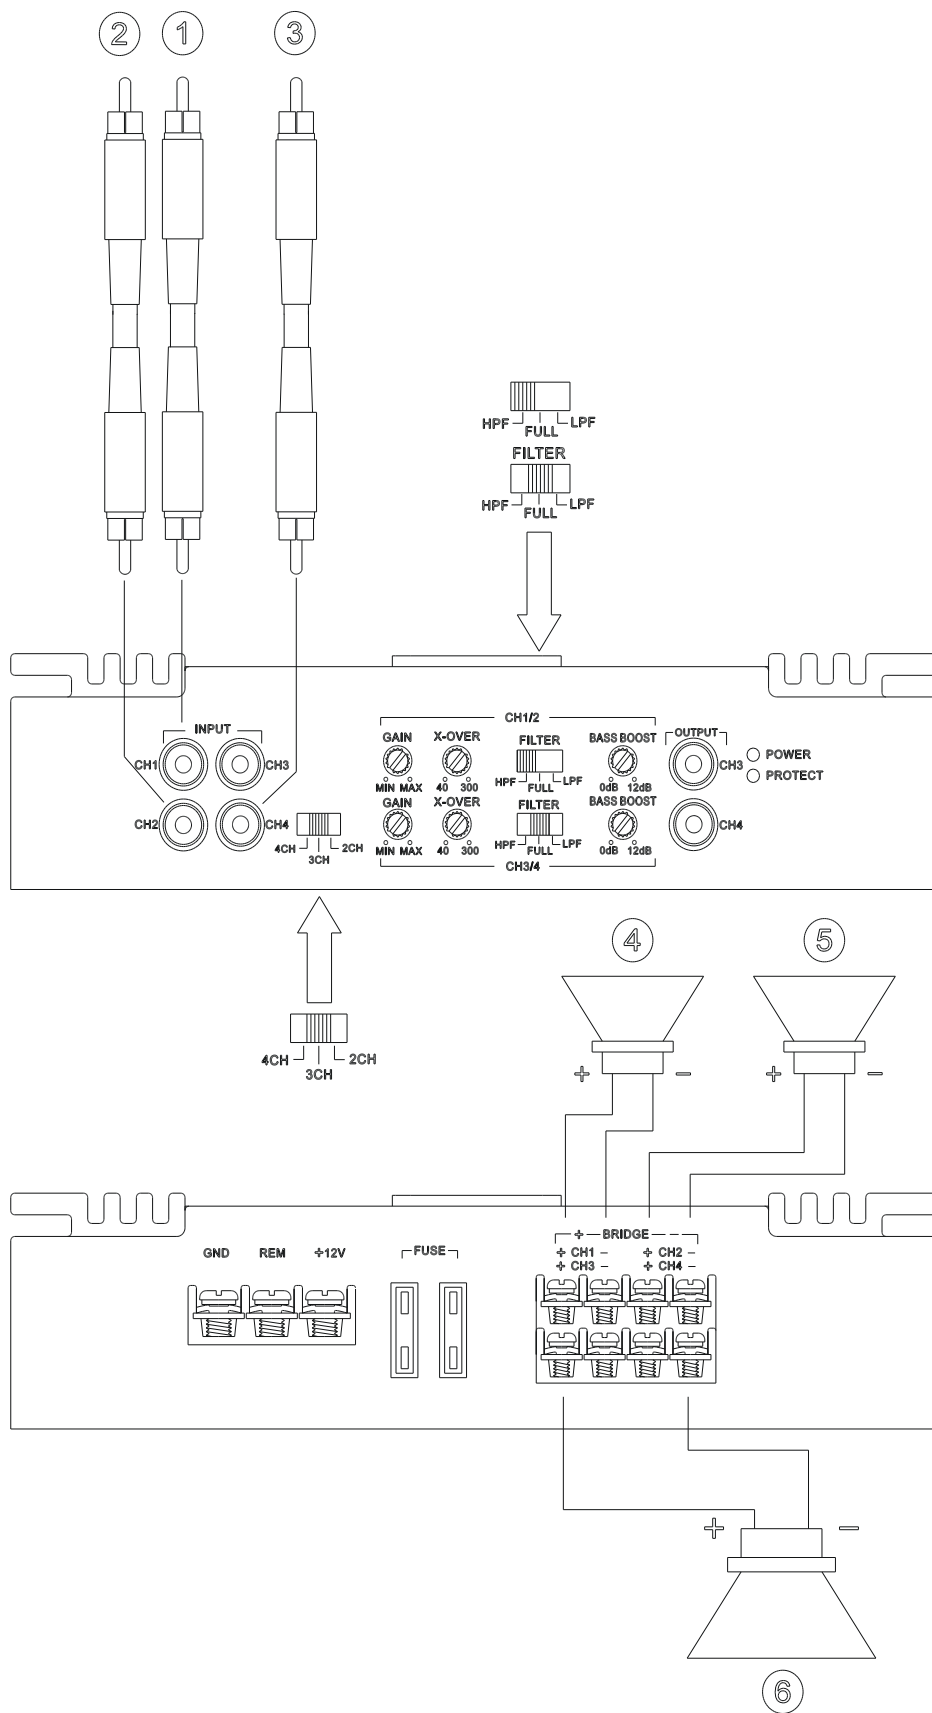 2 1 3
HPF FULL LPF
FILTER
HPF FULL LPF
CH1/2
INPUT
GAIN X-OVER FILTER BASS BOOST
OUTPUT
CH1 CH3
MIN MAX 40 300 HPF FULL LPF 0dB 12dB
CH3
POWER
PROTECT
GAIN X-OVER FILTER BASS BOOST
CH2 CH4
4CH 3CH 2CH
MIN MAX 40 300 HPF FULL LPF 0dB 12dB
CH4
CH3/4
4 5
4CH 3CH 2CH
+ − + −
GND REM +12V
FUSE
+ BRIDGE −
+ CH1 − + CH2 −
+ CH3 − + CH4 −
+ −
6